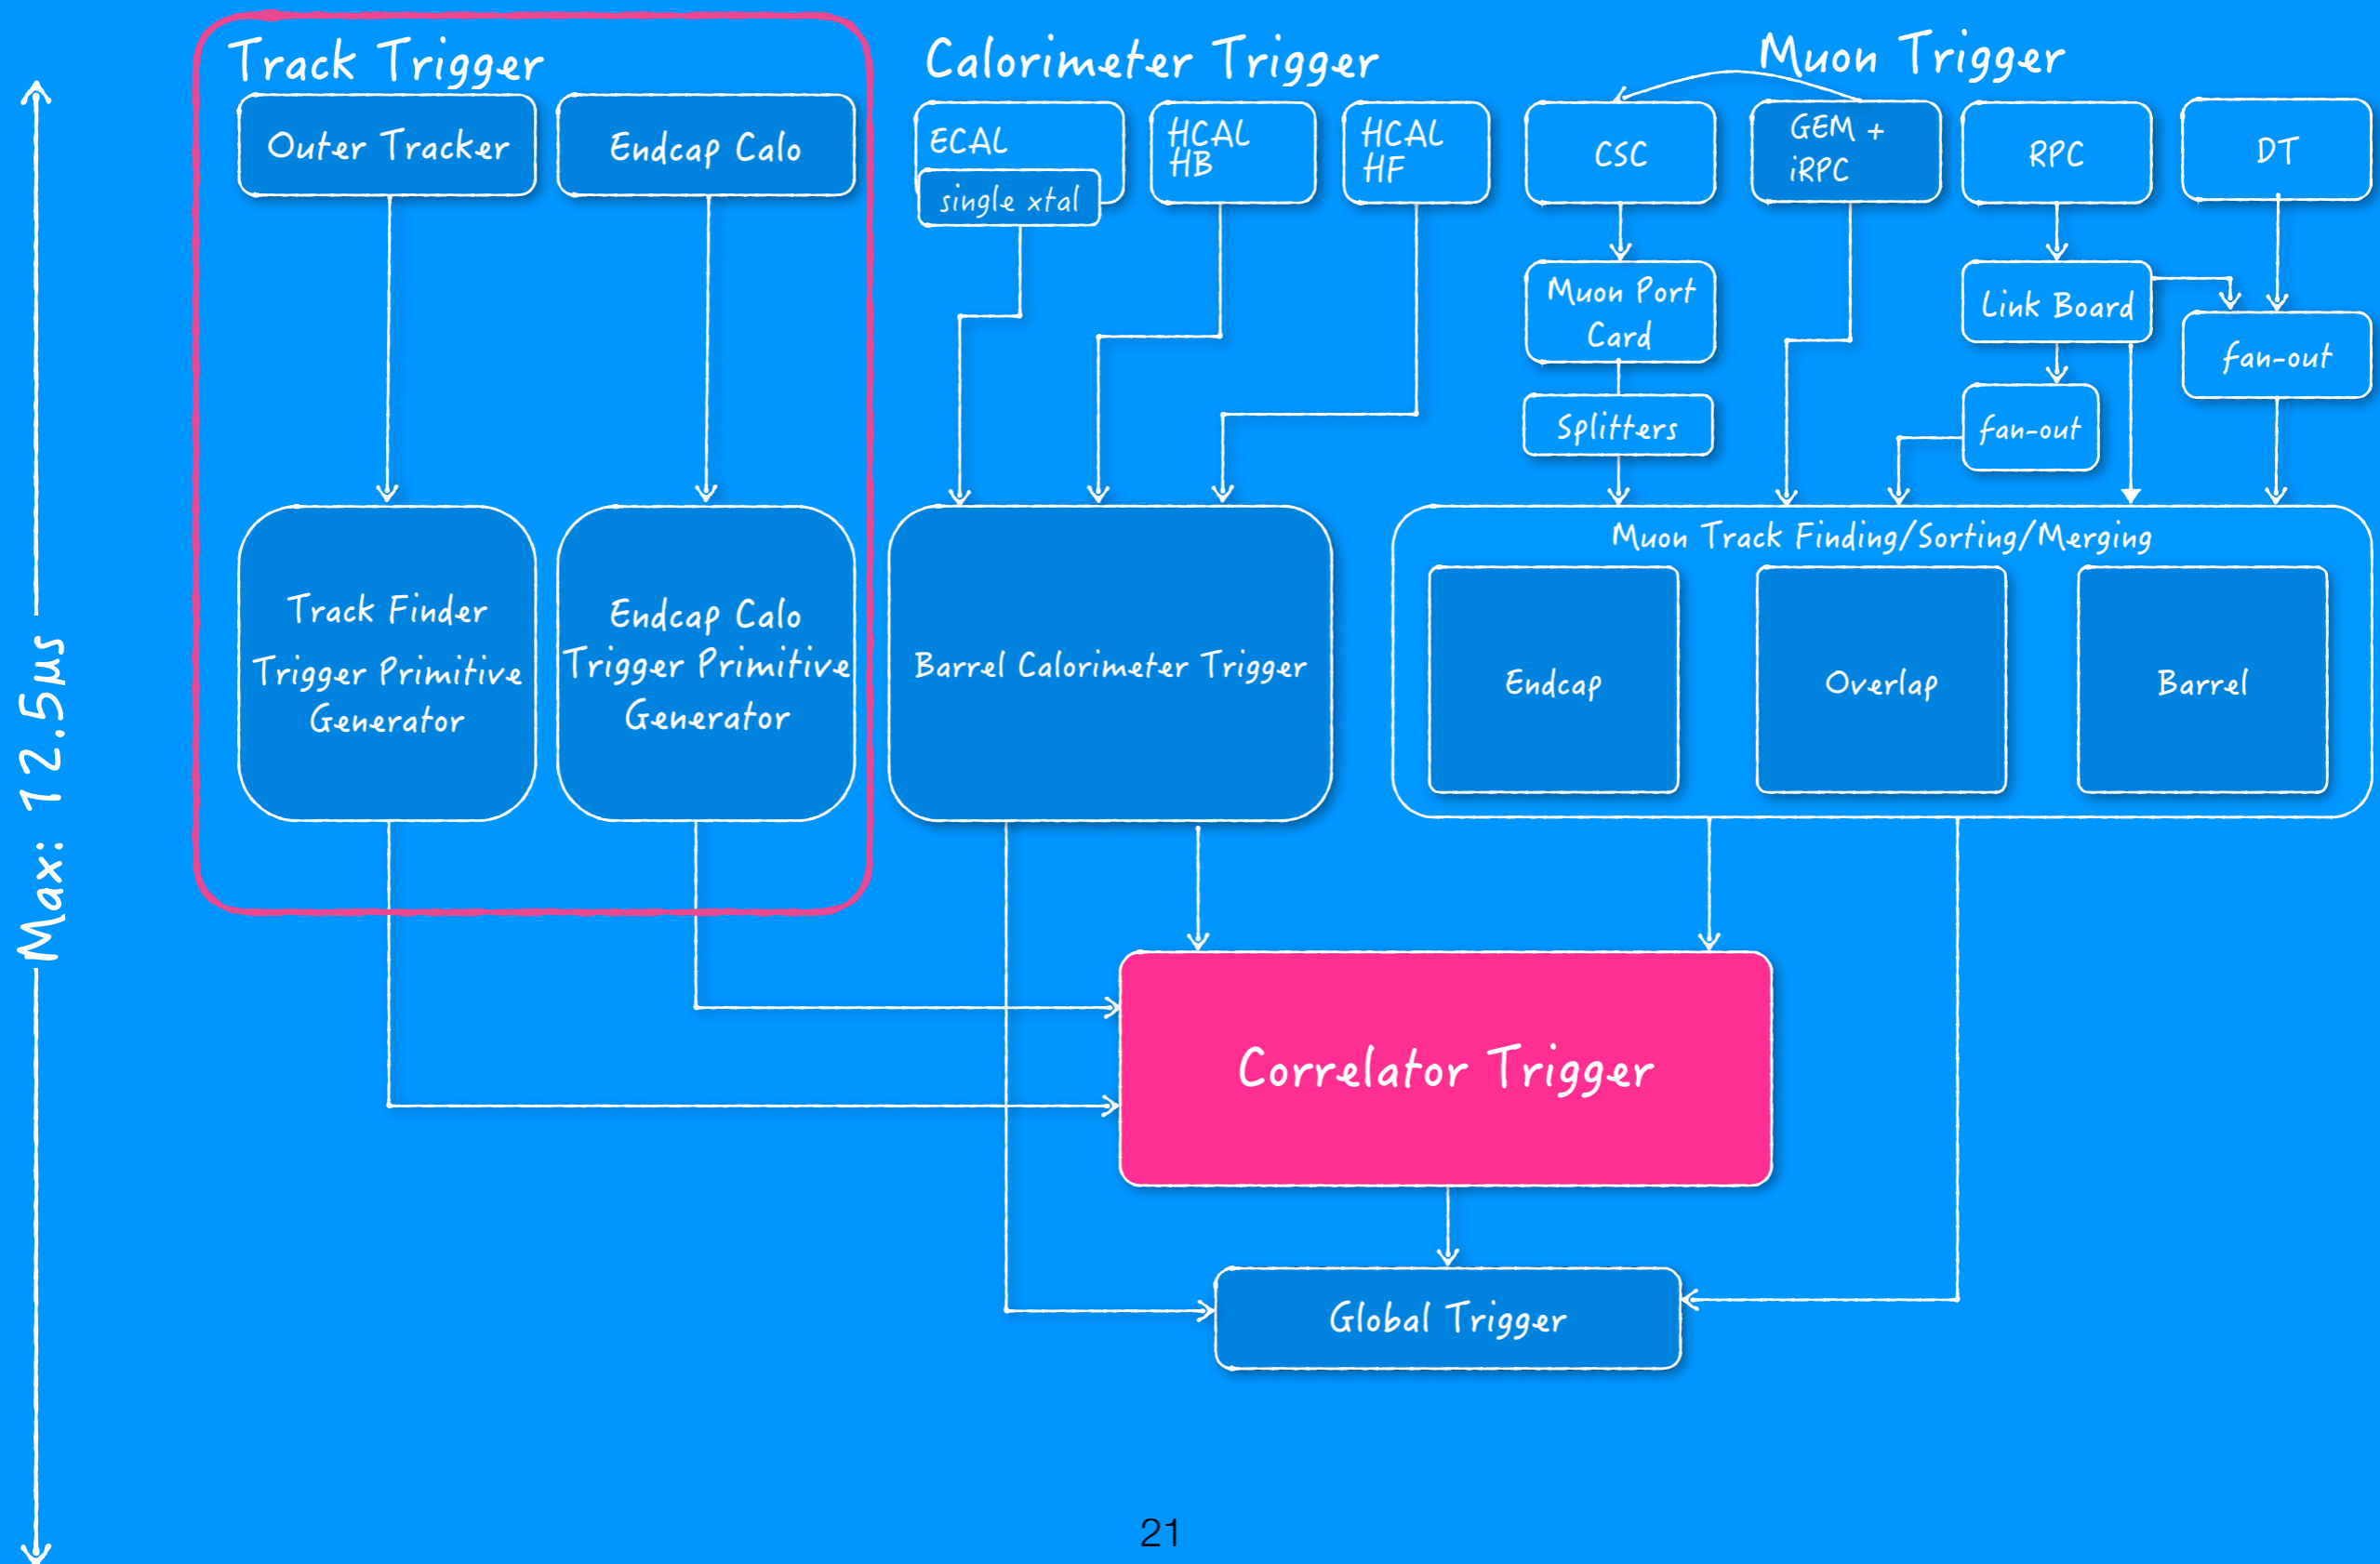 Track Trigger
Calorimeter Trigger
Muon Trigger
Outer Tracker
Endcap Calo
ECAL
single xtal
HCAL
HB
HCAL
HF
CSC
GEM +
iRPC
RPC
DT
Muon Port
Card
Link Board
fan-out
Splitters
fan-out
Max: 12.5µs
Track Finder
Trigger Primitive
Generator
Endcap Calo
Trigger Primitive
Generator
Barrel Calorimeter Trigger
Muon Track Finding/Sorting/Merging
Endcap
Overlap
Barrel
Correlator Trigger
Global Trigger
21